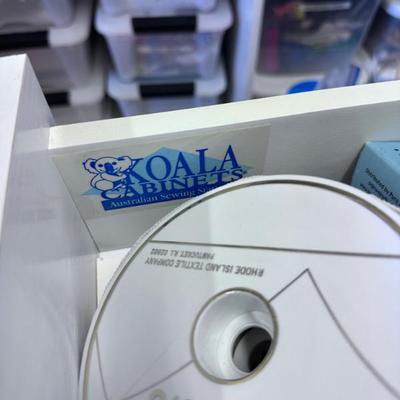 KOALA
CABINETS
Australian Sewing
RHODE ISLAND TEXTILE COMPANY
PAWTUCKET, R.I. 02862